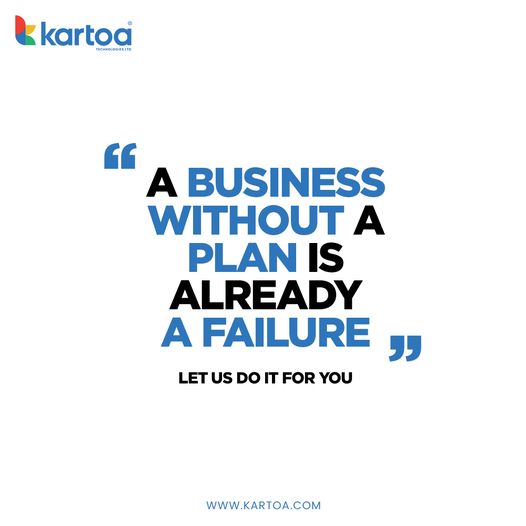 kartoa®
TECHNOLOGIES LTD
“ A BUSINESS
WITHOUT A
PLAN IS
ALREADY
A FAILURE ”
LET US DO IT FOR YOU
WWW.KARTOA.COM